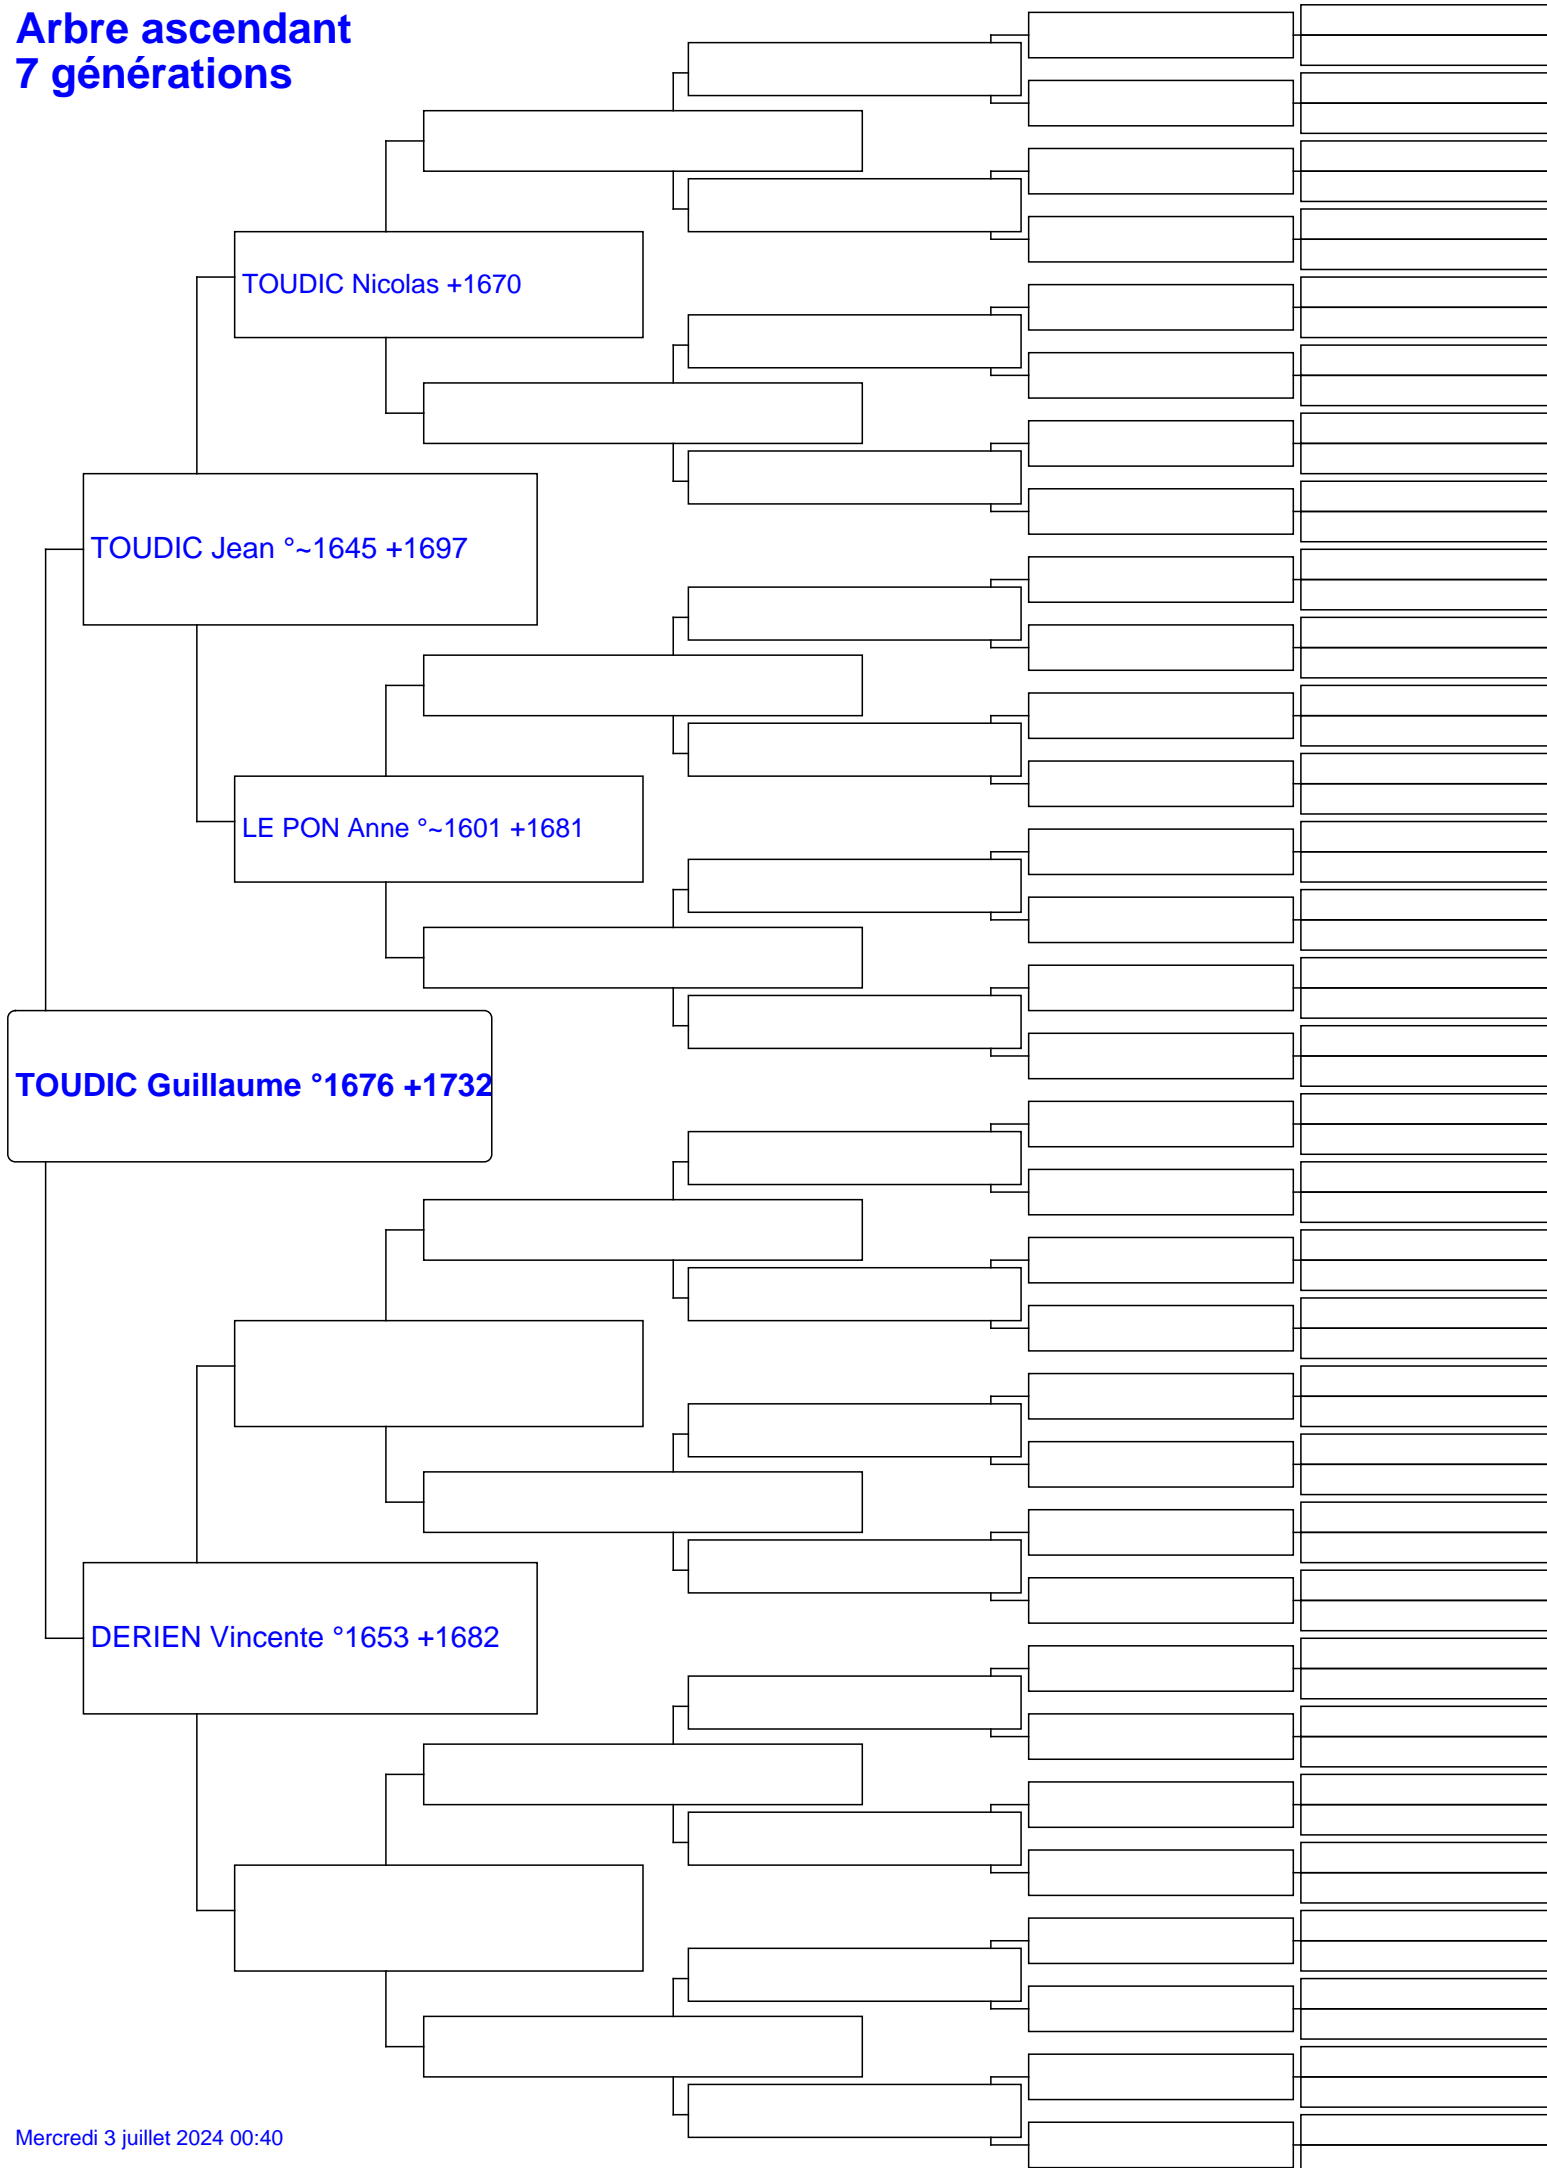 Arbre ascendant
7 générations
TOUDIC Nicolas +1670
TOUDIC Jean °~1645 +1697
LE PON Anne °~1601 +1681
TOUDIC Guillaume °1676 +1732
DERIEN Vincente °1653 +1682
Mercredi 3 juillet 2024 00:40